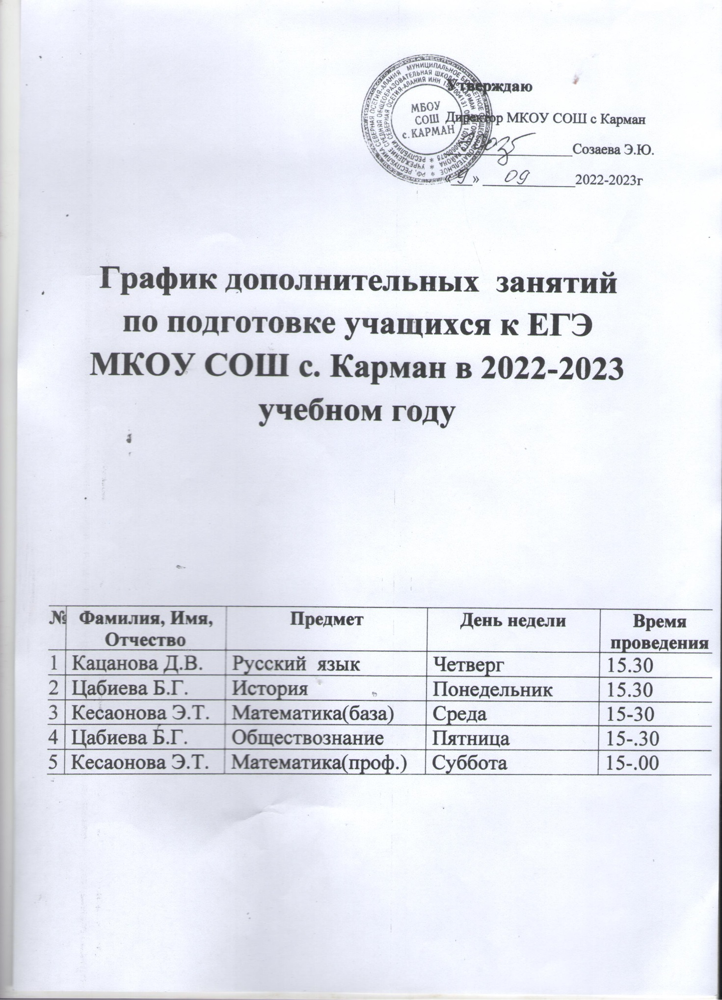 Утверждаю
Директор МКОУ СОШ с Карман
Созаева Э.Ю.
«9» 09 2022-2023г
МБОУ
СОШ
с. КАРМАН
График дополнительных занятий
по подготовке учащихся к ЕГЭ
МКОУ СОШ с. Карман в 2022-2023
учебном году
№ Фамилия, Имя, Отчество Предмет День недели Время проведения
1 Кацанова Д.В. Русский язык Четверг 15.30
2 Цабиева Б.Г. История Понедельник 15.30
3 Кесаонова Э.Т. Математика(база) Среда 15-30
4 Цабиева Б.Г. Обществознание Пятница 15-.30
5 Кесаонова Э.Т. Математика(проф.) Суббота 15-.00